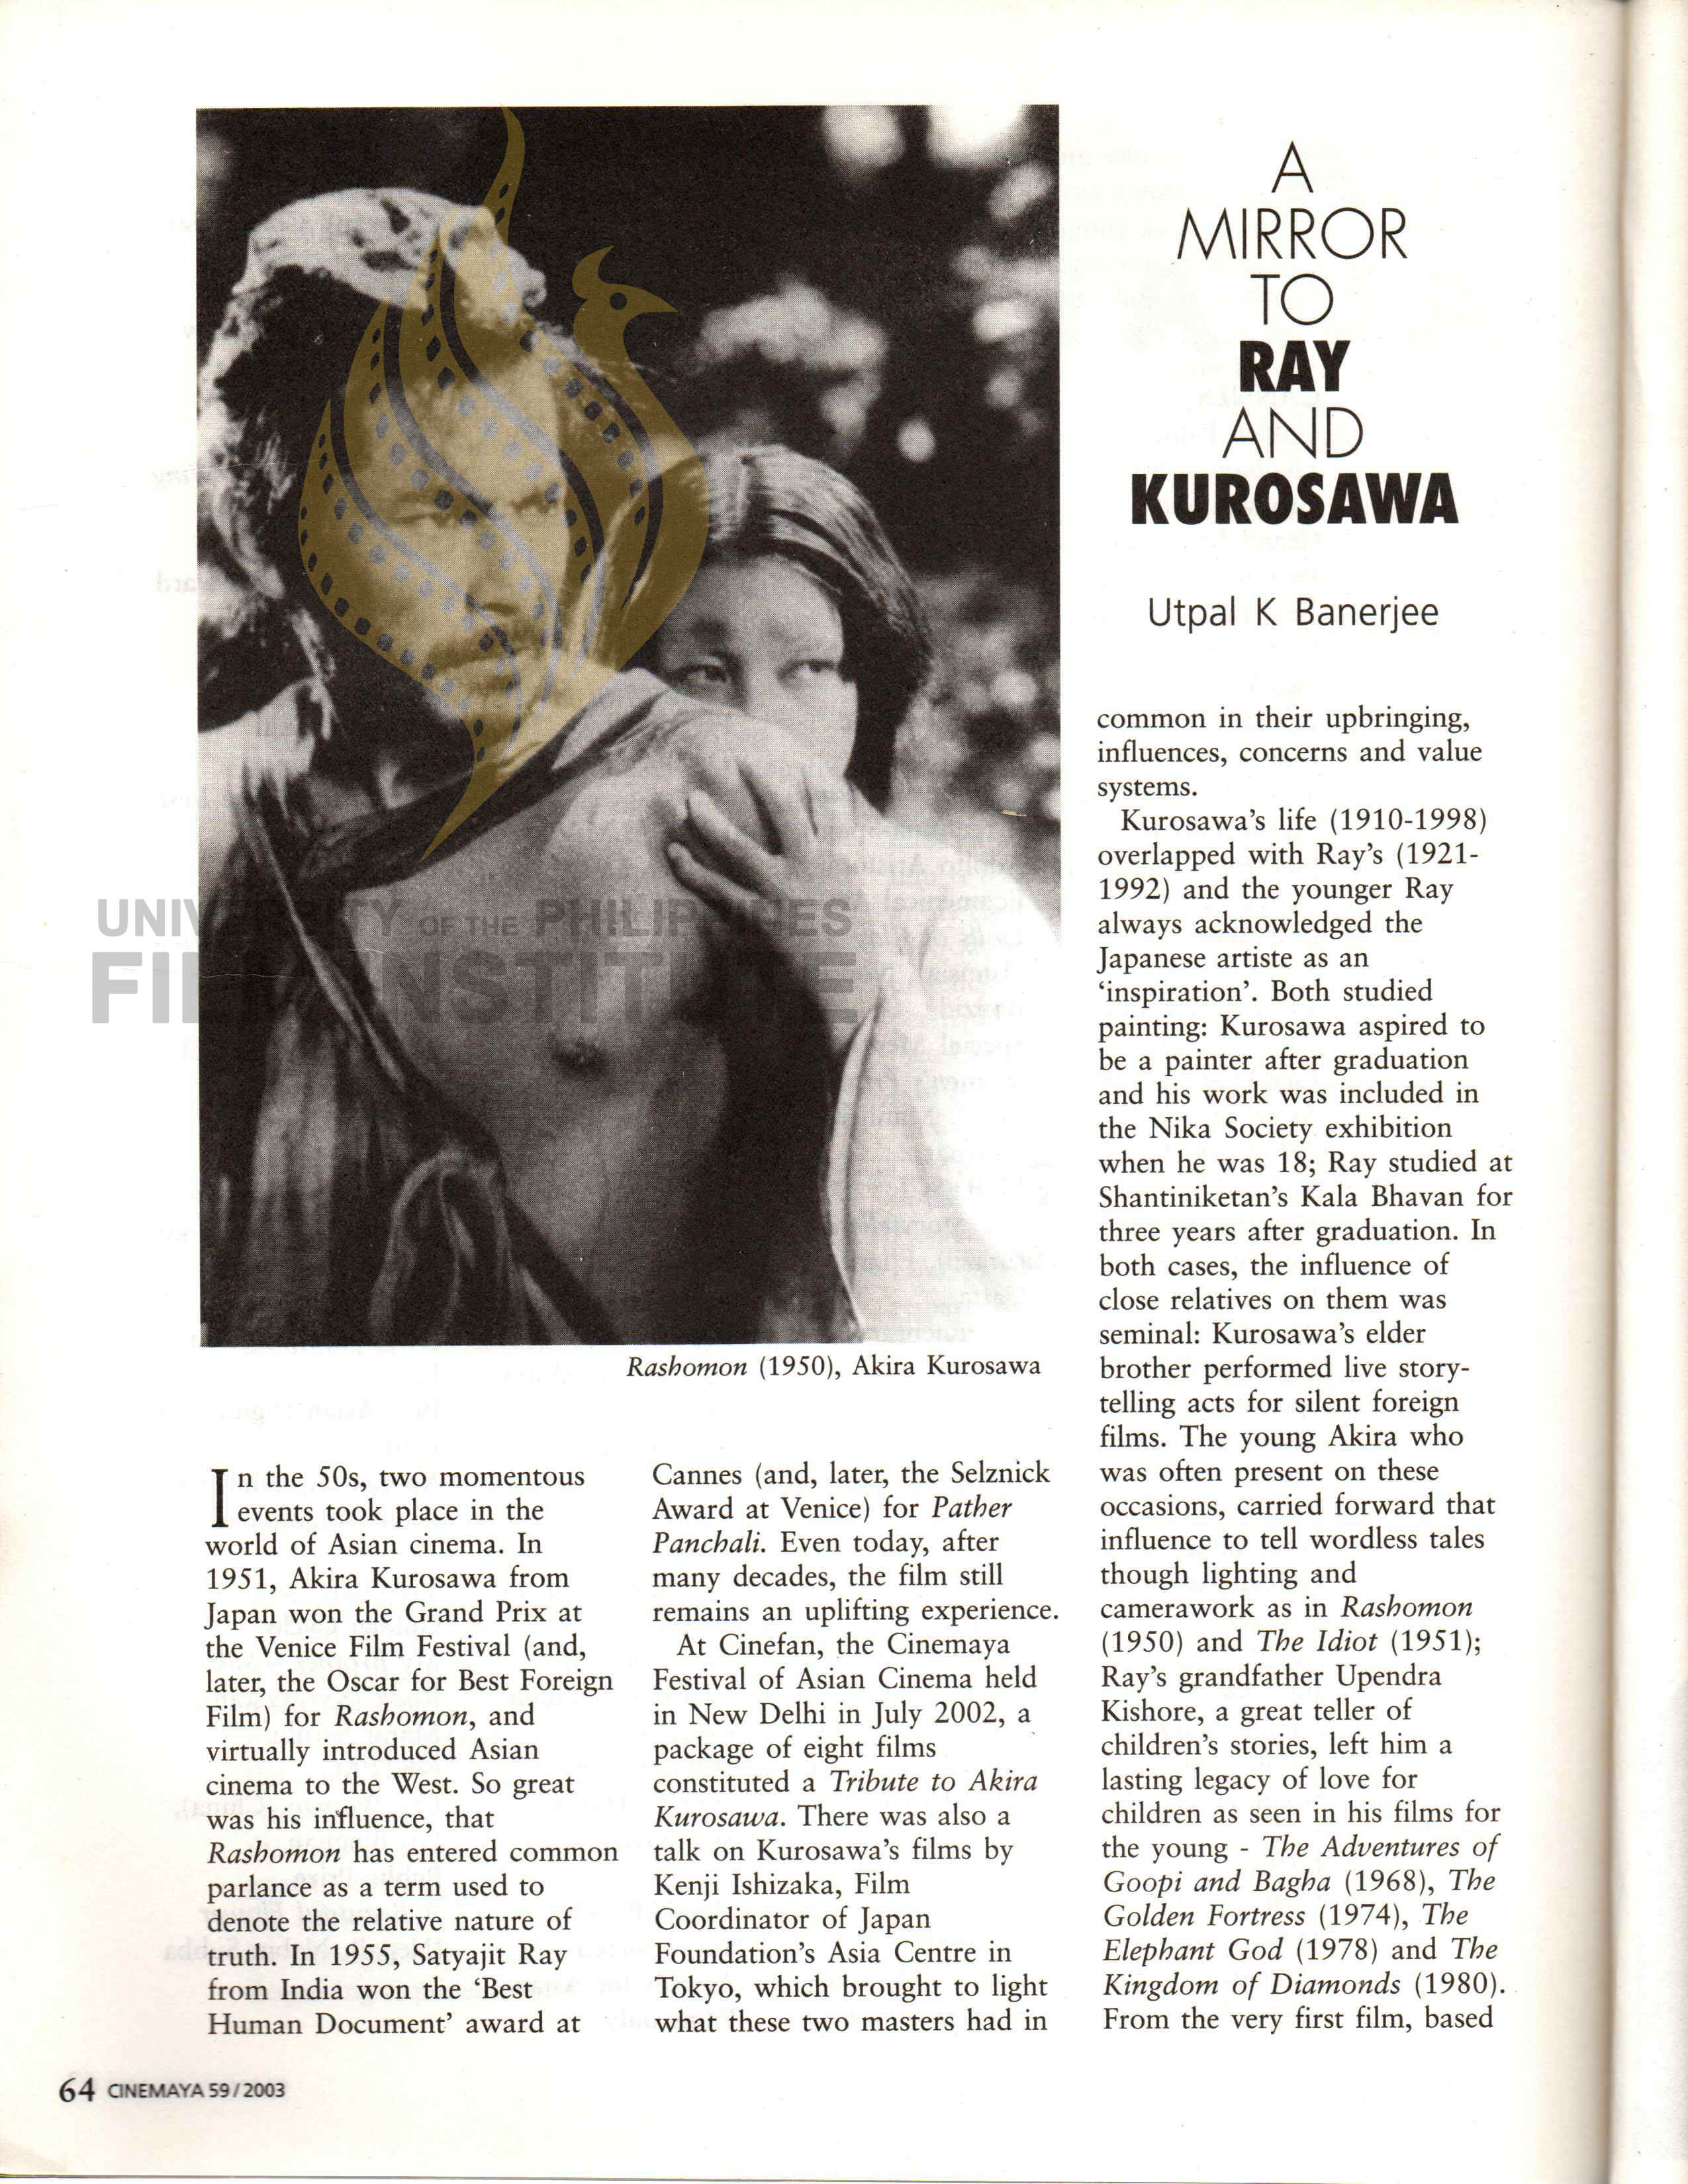 A
MIRROR
TO
RAY
AND
KUROSAWA
Utpal K Banerjee
UNIVERSITY OF THE PHILIPPINES
FILM INSTITUTE
Rashomon (1950), Akira Kurosawa
In the 50s, two momentous
events took place in the
world of Asian cinema. In
1951, Akira Kurosawa from
Japan won the Grand Prix at
the Venice Film Festival (and,
later, the Oscar for Best Foreign
Film) for Rashomon, and
virtually introduced Asian
cinema to the West. So great
was his influence, that
Rashomon has entered common
parlance as a term used to
denote the relative nature of
truth. In 1955, Satyajit Ray
from India won the ‘Best
Human Document’ award at
Cannes (and, later, the Selznick
Award at Venice) for Pather
Panchali. Even today, after
many decades, the film still
remains an uplifting experience.
At Cinefan, the Cinemaya
Festival of Asian Cinema held
in New Delhi in July 2002, a
package of eight films
constituted a Tribute to Akira
Kurosawa. There was also a
talk on Kurosawa’s films by
Kenji Ishizaka, Film
Coordinator of Japan
Foundation’s Asia Centre in
Tokyo, which brought to light
what these two masters had in
common in their upbringing,
influences, concerns and value
systems.
Kurosawa’s life (1910-1998)
overlapped with Ray’s (1921-
1992) and the younger Ray
always acknowledged the
Japanese artiste as an
‘inspiration’. Both studied
painting: Kurosawa aspired to
be a painter after graduation
and his work was included in
the Nika Society exhibition
when he was 18; Ray studied at
Shantiniketan’s Kala Bhavan for
three years after graduation. In
both cases, the influence of
close relatives on them was
seminal: Kurosawa’s elder
brother performed live story-
telling acts for silent foreign
films. The young Akira who
was often present on these
occasions, carried forward that
influence to tell wordless tales
though lighting and
camerawork as in Rashomon
(1950) and The Idiot (1951);
Ray’s grandfather Upendra
Kishore, a great teller of
children’s stories, left him a
lasting legacy of love for
children as seen in his films for
the young - The Adventures of
Goopi and Bagha (1968), The
Golden Fortress (1974), The
Elephant God (1978) and The
Kingdom of Diamonds (1980).
From the very first film, based
64 CINEMAYA 59/2003